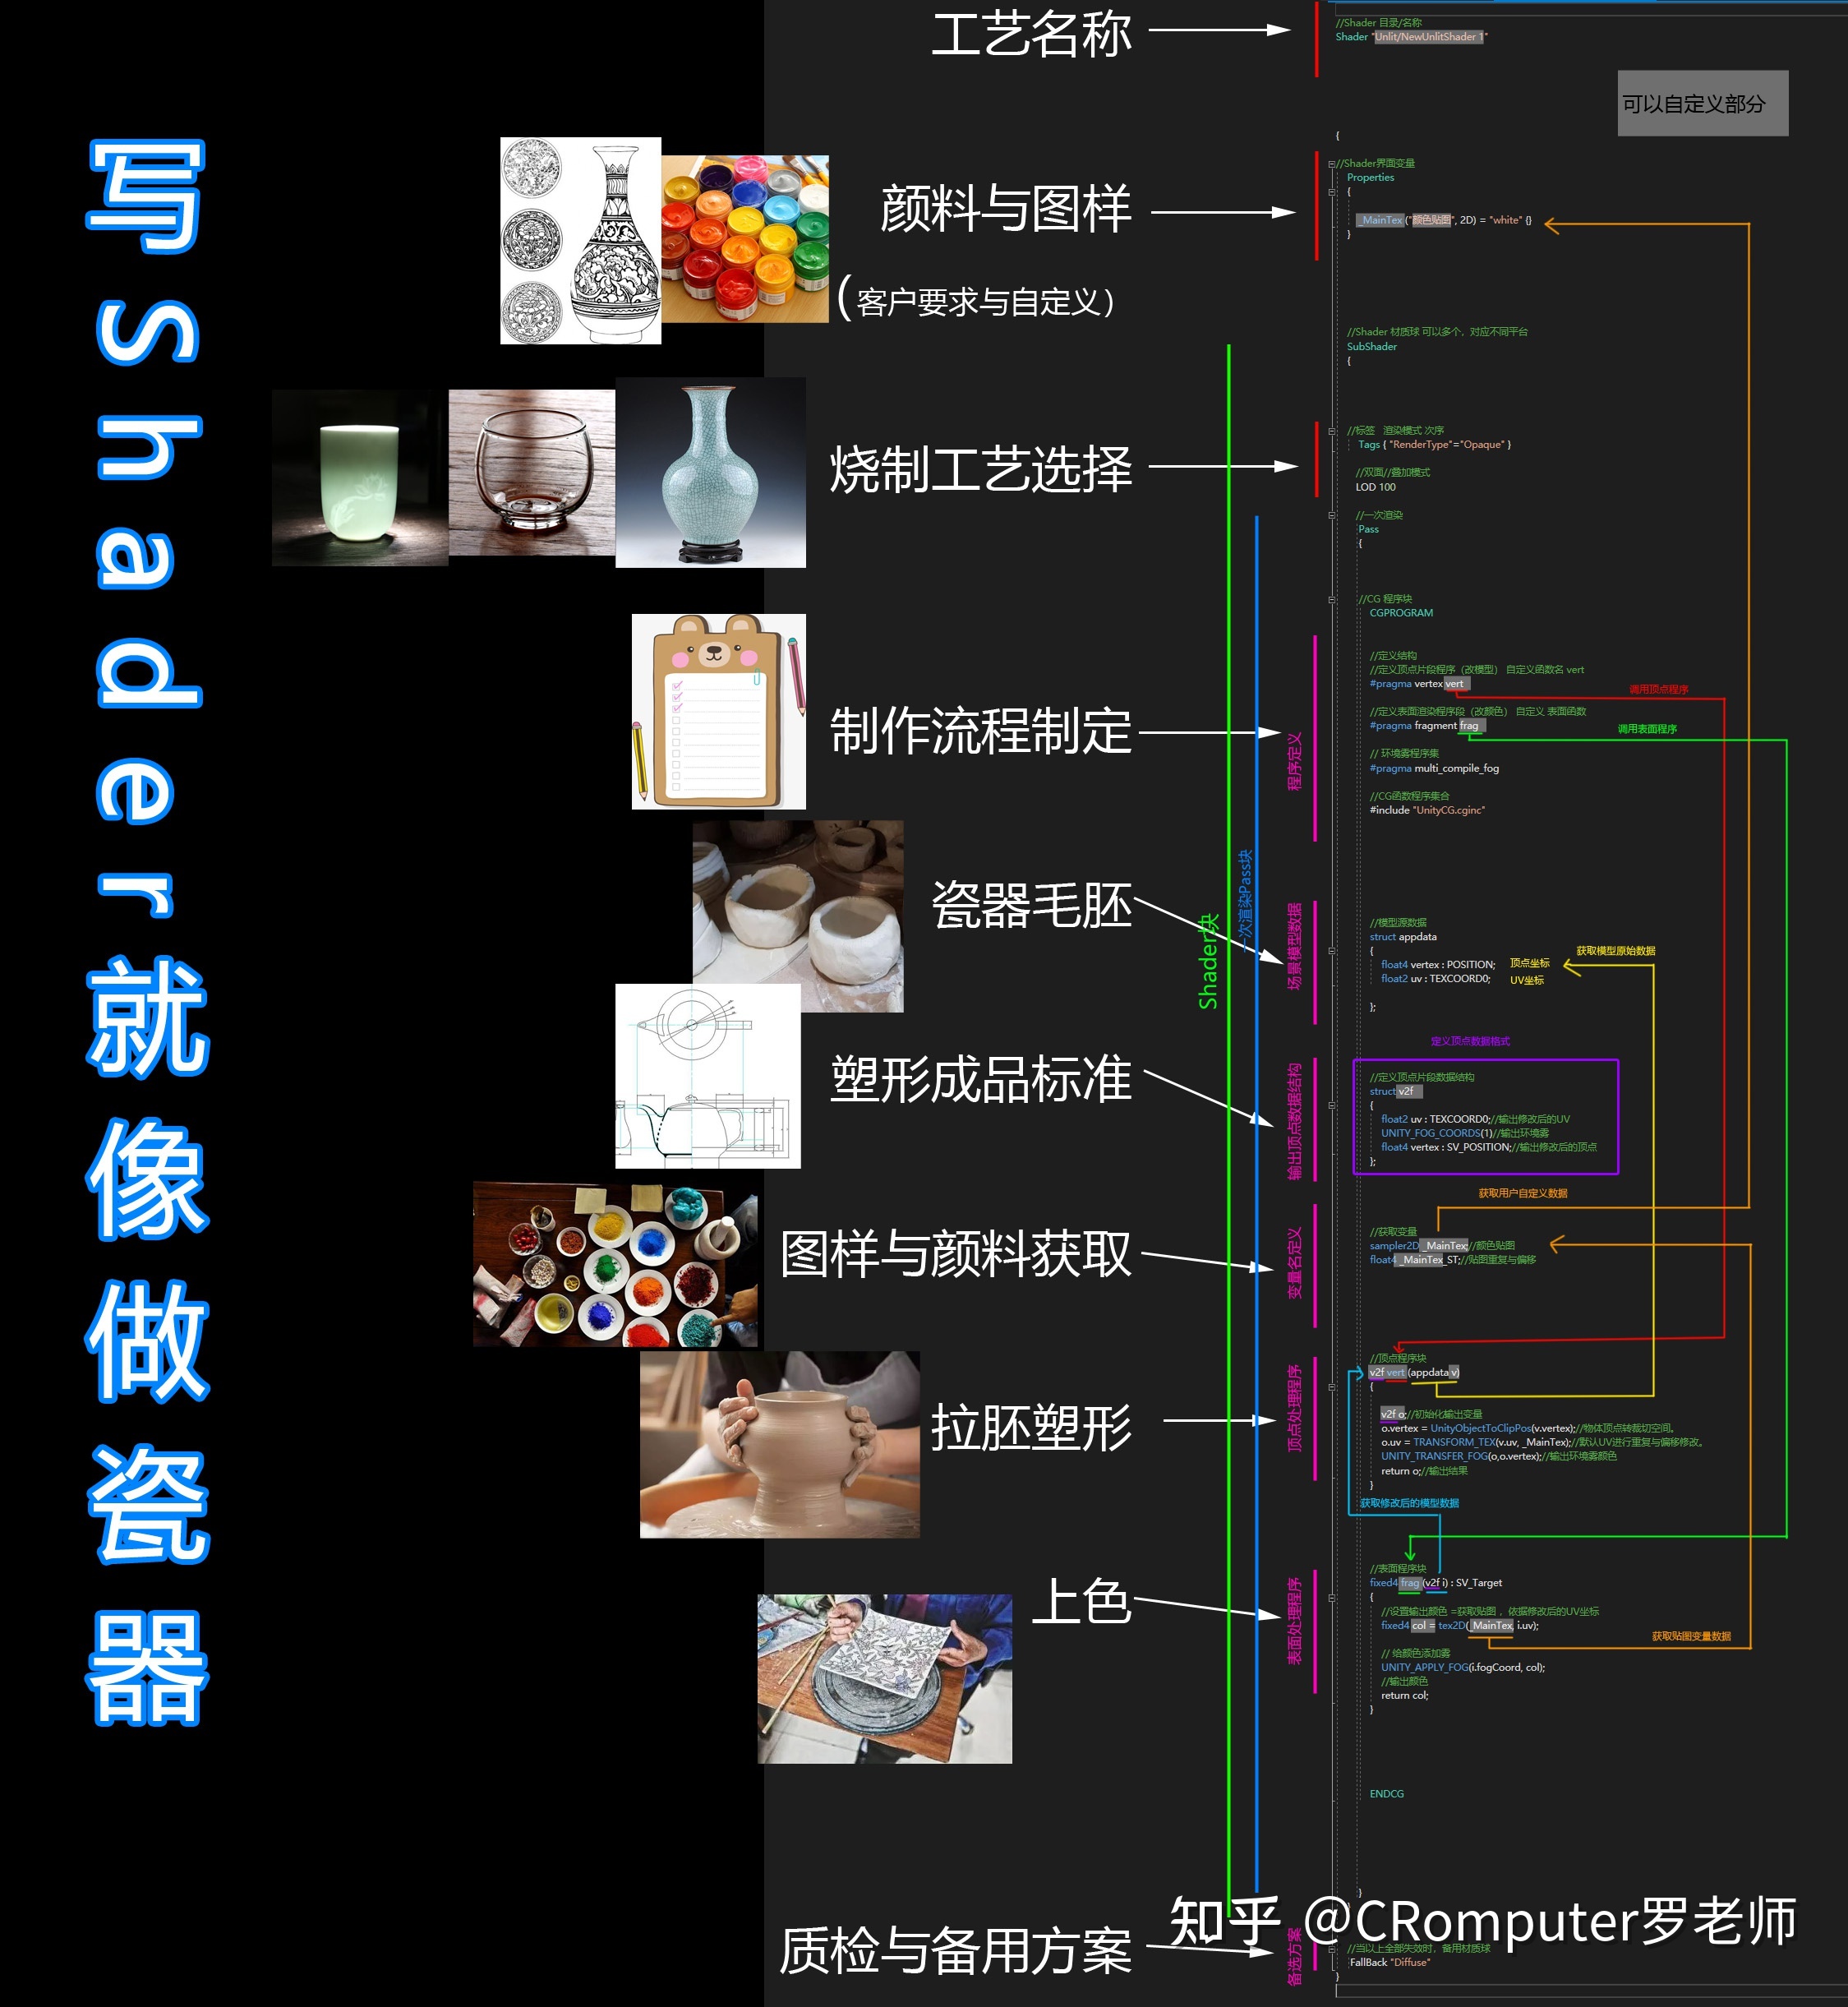 写Shader就像做瓷器
工艺名称
//Shader 目录/名称
Shader "Unlit/NewUnlitShader 1"
可以自定义部分
{
颜料与图样
(客户要求与自定义)
//Shader界面变量
Properties
{
_MainTex ("颜色贴图", 2D) = "white" {}
}
//Shader 材质球 可以多个，对应不同平台
SubShader
{
烧制工艺选择
//标签 渲染模式 次序
Tags { "RenderType"="Opaque" }
//双面//叠加模式
LOD 100
//一次渲染
Pass
{
//CG 程序块
CGPROGRAM
制作流程制定
程序定义
//定义结构
//定义顶点片段程序（改模型） 自定义函数名 vert
#pragma vertex vert
调用顶点程序
//定义表面渲染程序段（改颜色） 自定义 表面函数
#pragma fragment frag
调用表面程序
// 环境雾程序集
#pragma multi_compile_fog
//CG函数程序集合
#include "UnityCG.cginc"
Shader块
一次渲染Pass块
瓷器毛胚
场景模型数据
//模型源数据
struct appdata
{
float4 vertex : POSITION; 顶点坐标
float2 uv : TEXCOORD0; UV坐标
};
获取模型原始数据
塑形成品标准
输出顶点数据结构
定义顶点数据格式
//定义顶点片段数据结构
struct v2f
{
float2 uv : TEXCOORD0;//输出修改后的UV
UNITY_FOG_COORDS(1)//输出环境雾
float4 vertex : SV_POSITION;//输出修改后的顶点
};
图样与颜料获取
变量名定义
获取用户自定义数据
//获取变量
sampler2D _MainTex;//颜色贴图
float4 _MainTex_ST;//贴图重复与偏移
拉胚塑形
顶点处理程序
//顶点程序块
v2f vert (appdata v)
{
v2f o;//初始化输出变量
o.vertex = UnityObjectToClipPos(v.vertex);//物体顶点转裁切空间。
o.uv = TRANSFORM_TEX(v.uv, _MainTex);//默认UV进行重复与偏移修改。
UNITY_TRANSFER_FOG(o,o.vertex);//输出环境雾颜色
return o;//输出结果
}
获取修改后的模型数据
上色
表面处理程序
//表面程序块
fixed4 frag (v2f i) : SV_Target
{
//设置输出颜色 =获取贴图，依据修改后的UV坐标
fixed4 col = tex2D(_MainTex, i.uv);
获取贴图变量数据
// 给颜色添加雾
UNITY_APPLY_FOG(i.fogCoord, col);
//输出颜色
return col;
}
ENDCG
}
知乎 @CRomputer罗老师
质检与备用方案
备选方案
//当以上全部失效时，备用材质球
FallBack "Diffuse"
}